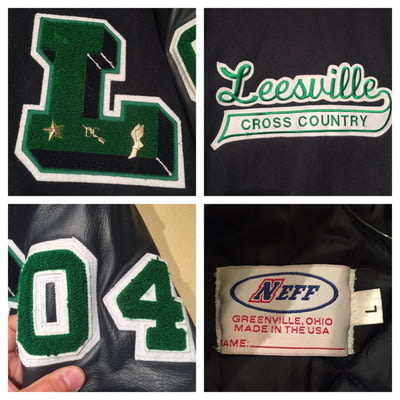 L
Leesville
CROSS COUNTRY
04
NEFF
GREENVILLE, OHIO
MADE IN THE USA
NAME:
L